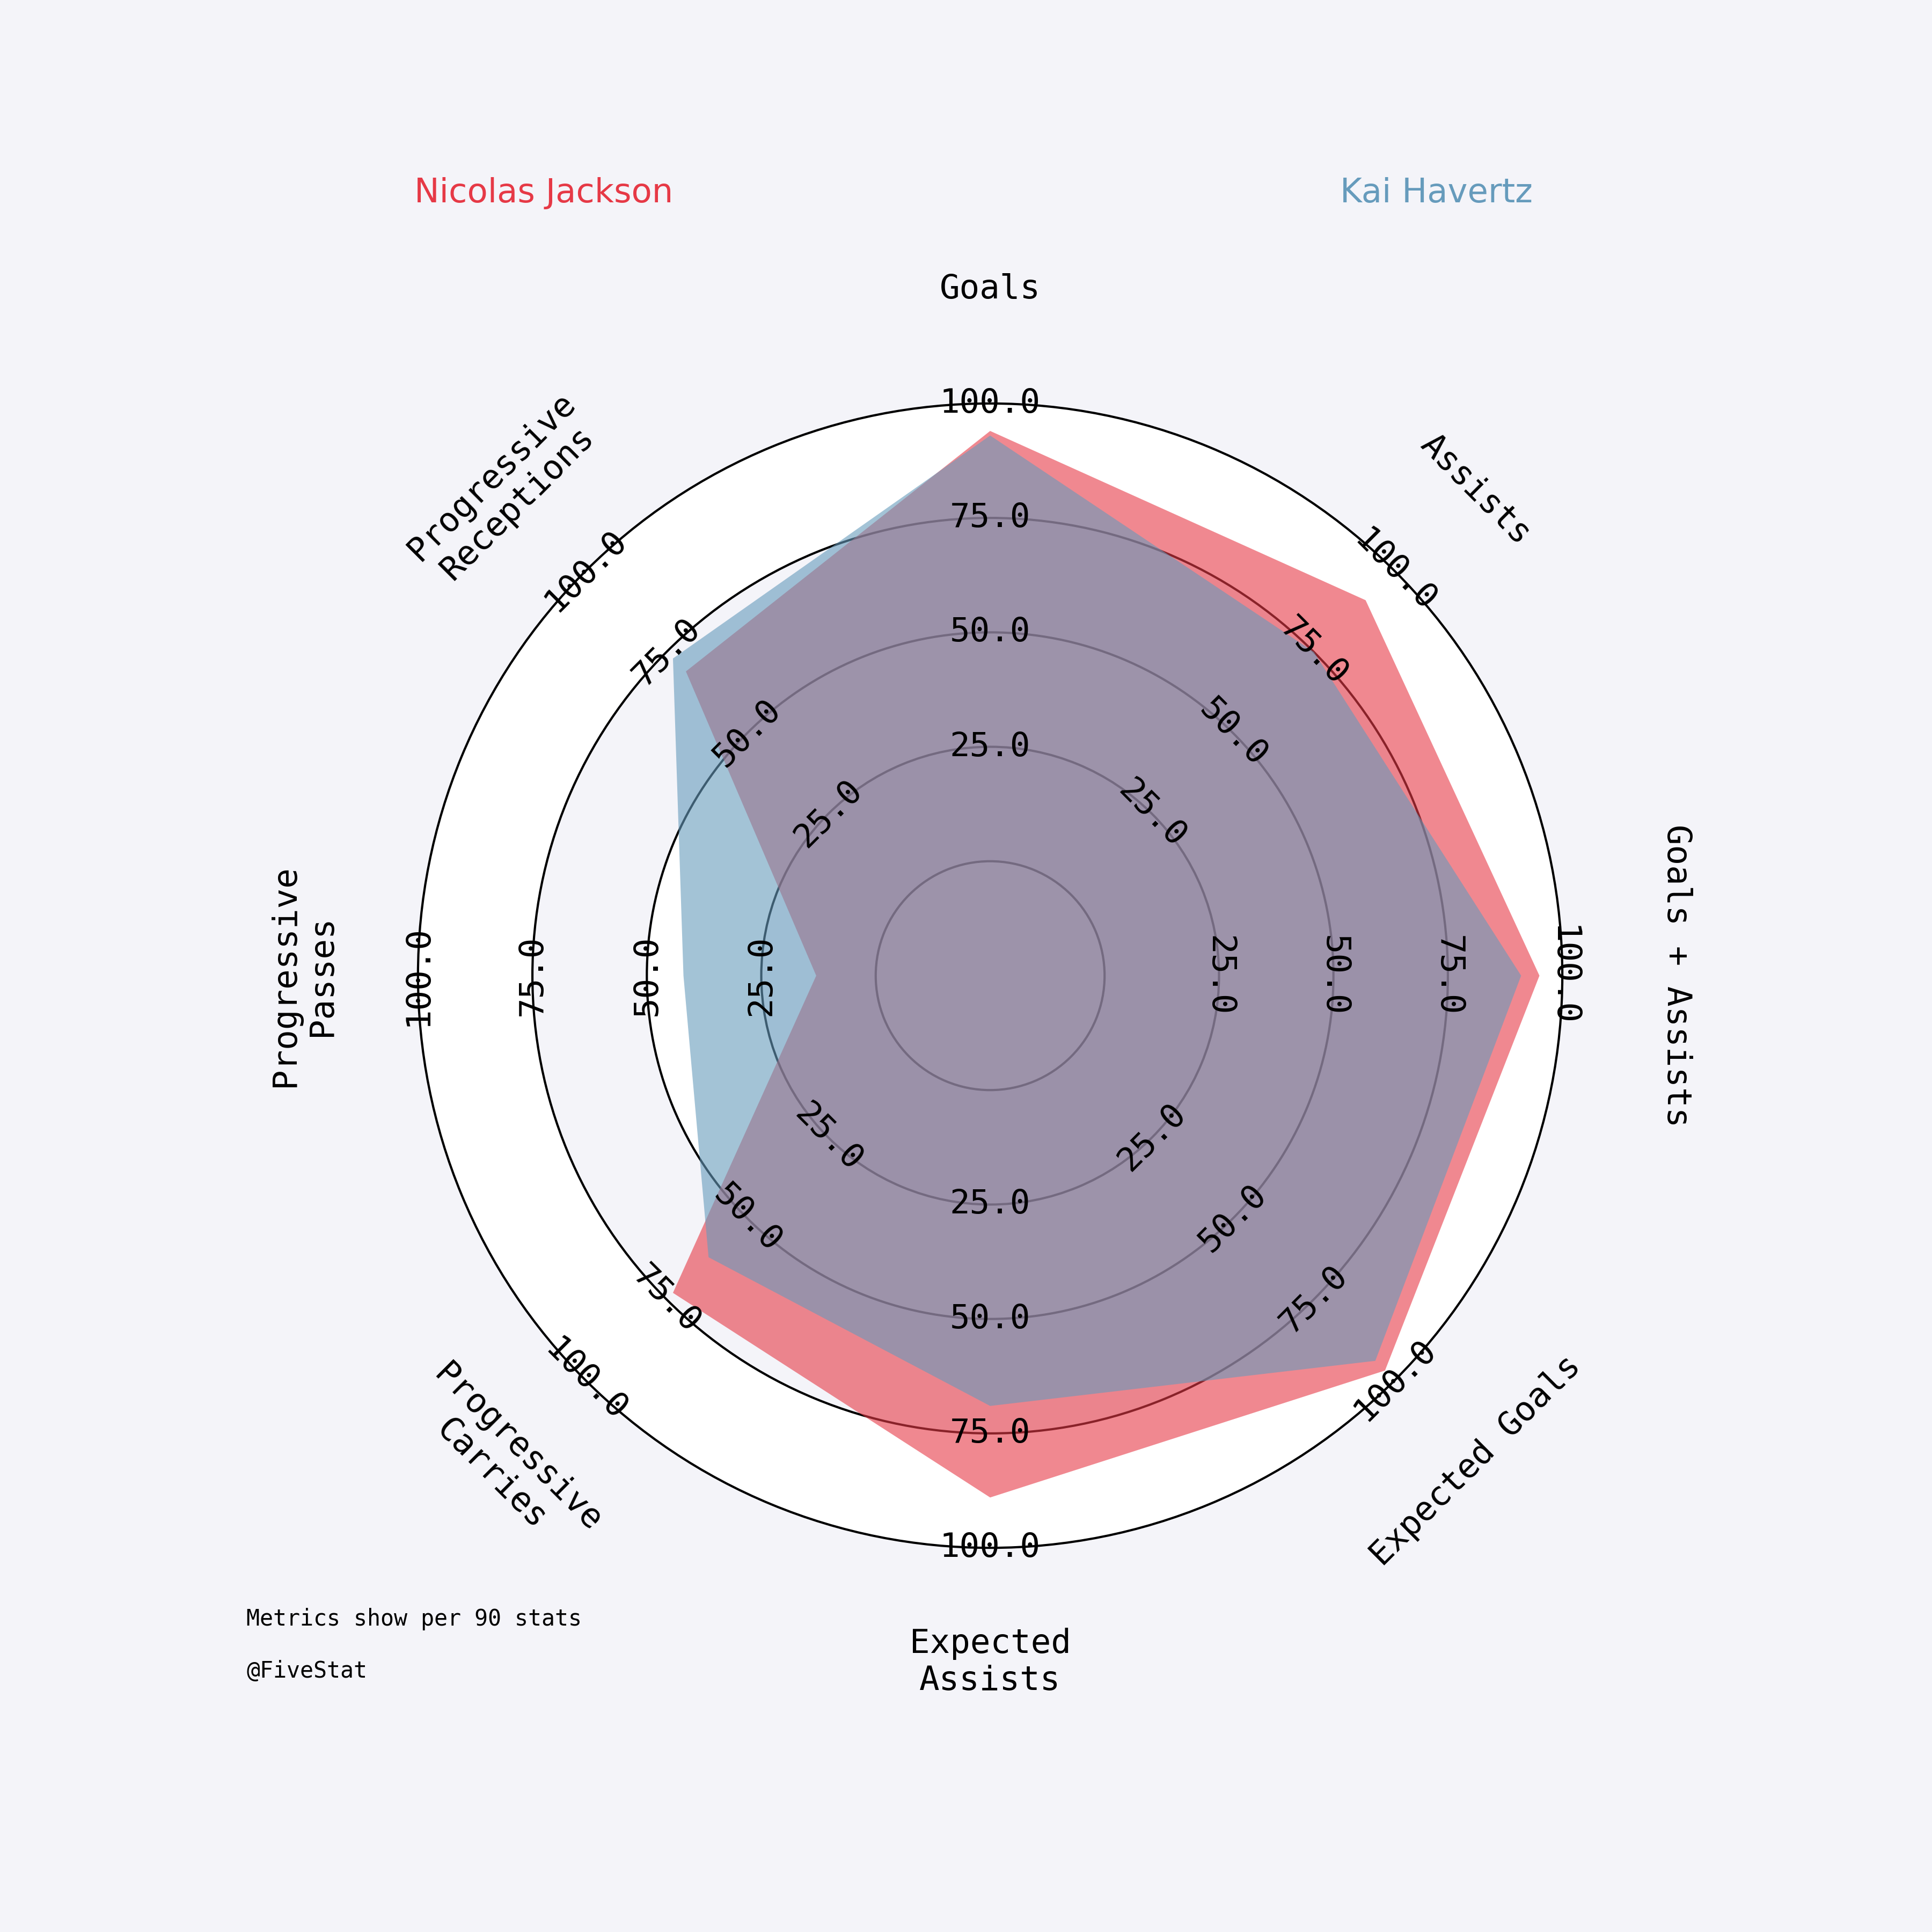 Nicolas Jackson
Kai Havertz
Goals
Assists
Goals + Assists
Expected Goals
Expected
Assists
Progressive
Carries
Progressive
Passes
Progressive
Receptions
25.0
50.0
75.0
100.0
25.0
50.0
75.0
100.0
25.0
50.0
75.0
100.0
25.0
50.0
75.0
100.0
25.0
50.0
75.0
100.0
25.0
50.0
75.0
100.0
25.0
50.0
75.0
100.0
25.0
50.0
75.0
100.0
Metrics show per 90 stats
@FiveStat